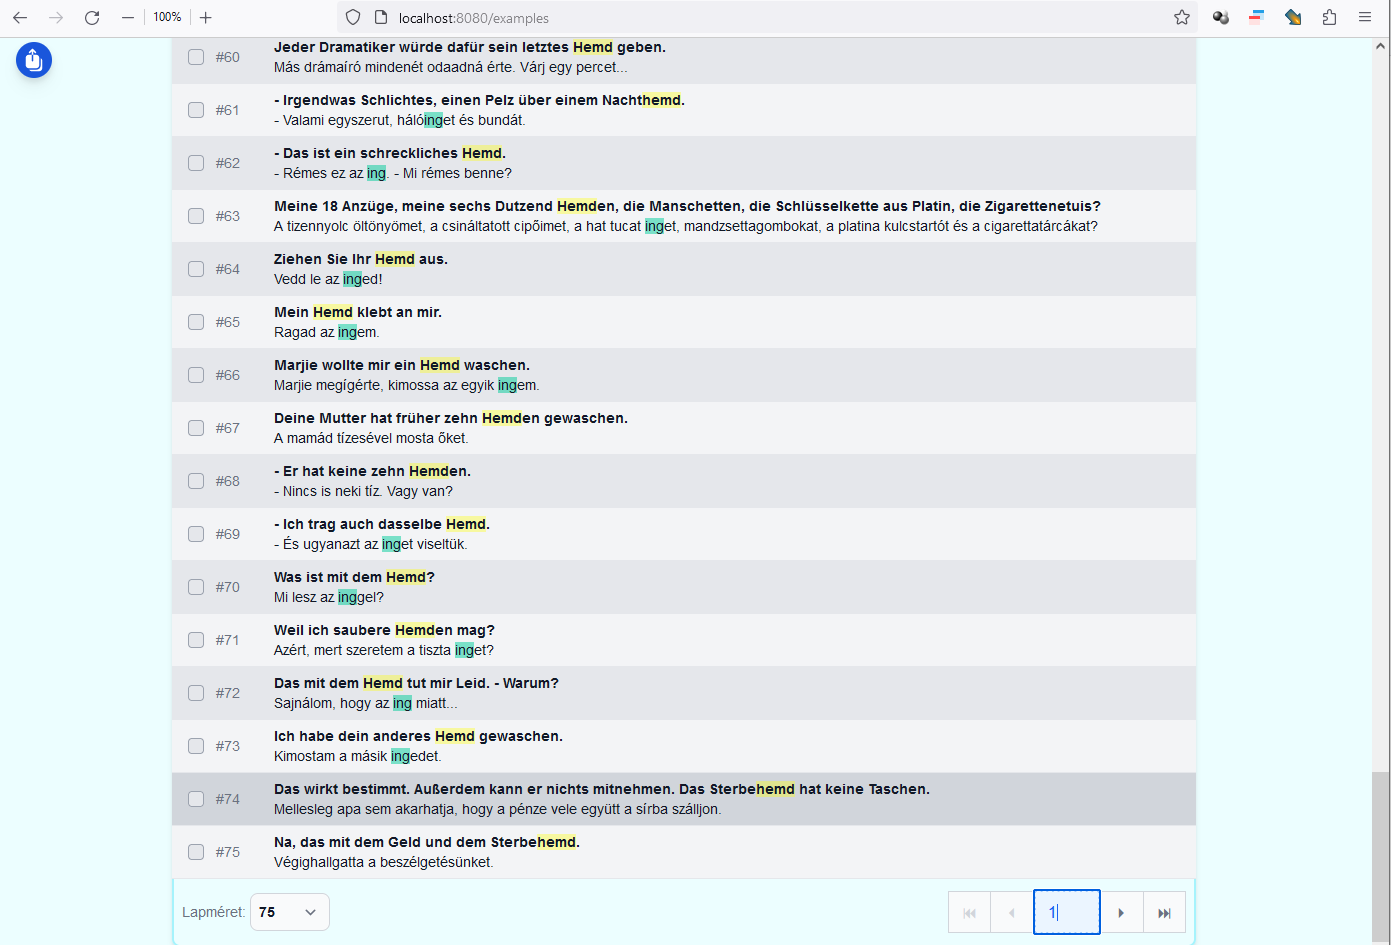 100%
localhost:8080/examples
#60
Jeder Dramatiker würde dafür sein letztes Hemd geben.
Más drámaíró mindenét odaadná érte. Várj egy percet...
#61
- Irgendwas Schlichtes, einen Pelz über einem Nachthemd.
- Valami egyszerut, hálóinget és bundát.
#62
- Das ist ein schreckliches Hemd.
- Rémes ez az ing. - Mi rémes benne?
#63
Meine 18 Anzüge, meine sechs Dutzend Hemden, die Manschetten, die Schlüsselkette aus Platin, die Zigarettenetuis?
A tizennyolc öltönyömet, a csináltatott cipőimet, a hat tucat inget, mandzsettagombokat, a platina kulcstartót és a cigarettatárcákat?
#64
Ziehen Sie Ihr Hemd aus.
Vedd le az inged!
#65
Mein Hemd klebt an mir.
Ragad az ingem.
#66
Marjie wollte mir ein Hemd waschen.
Marjie megígérte, kimossa az egyik ingem.
#67
Deine Mutter hat früher zehn Hemden gewaschen.
A mamád tízesével mosta őket.
#68
- Er hat keine zehn Hemden.
- Nincs is neki tíz. Vagy van?
#69
- Ich trag auch dasselbe Hemd.
- És ugyanazt az inget viseltük.
#70
Was ist mit dem Hemd?
Mi lesz az inggel?
#71
Weil ich saubere Hemden mag?
Azért, mert szeretem a tiszta inget?
#72
Das mit dem Hemd tut mir Leid. - Warum?
Sajnálom, hogy az ing miatt...
#73
Ich habe dein anderes Hemd gewaschen.
Kimostam a másik ingedet.
#74
Das wirkt bestimmt. Außerdem kann er nichts mitnehmen. Das Sterbehemd hat keine Taschen.
Mellesleg apa sem akarhatja, hogy a pénze vele együtt a sírba szálljon.
#75
Na, das mit dem Geld und dem Sterbehemd.
Végighallgatta a beszélgetésünket.
Lapméret: 75
1